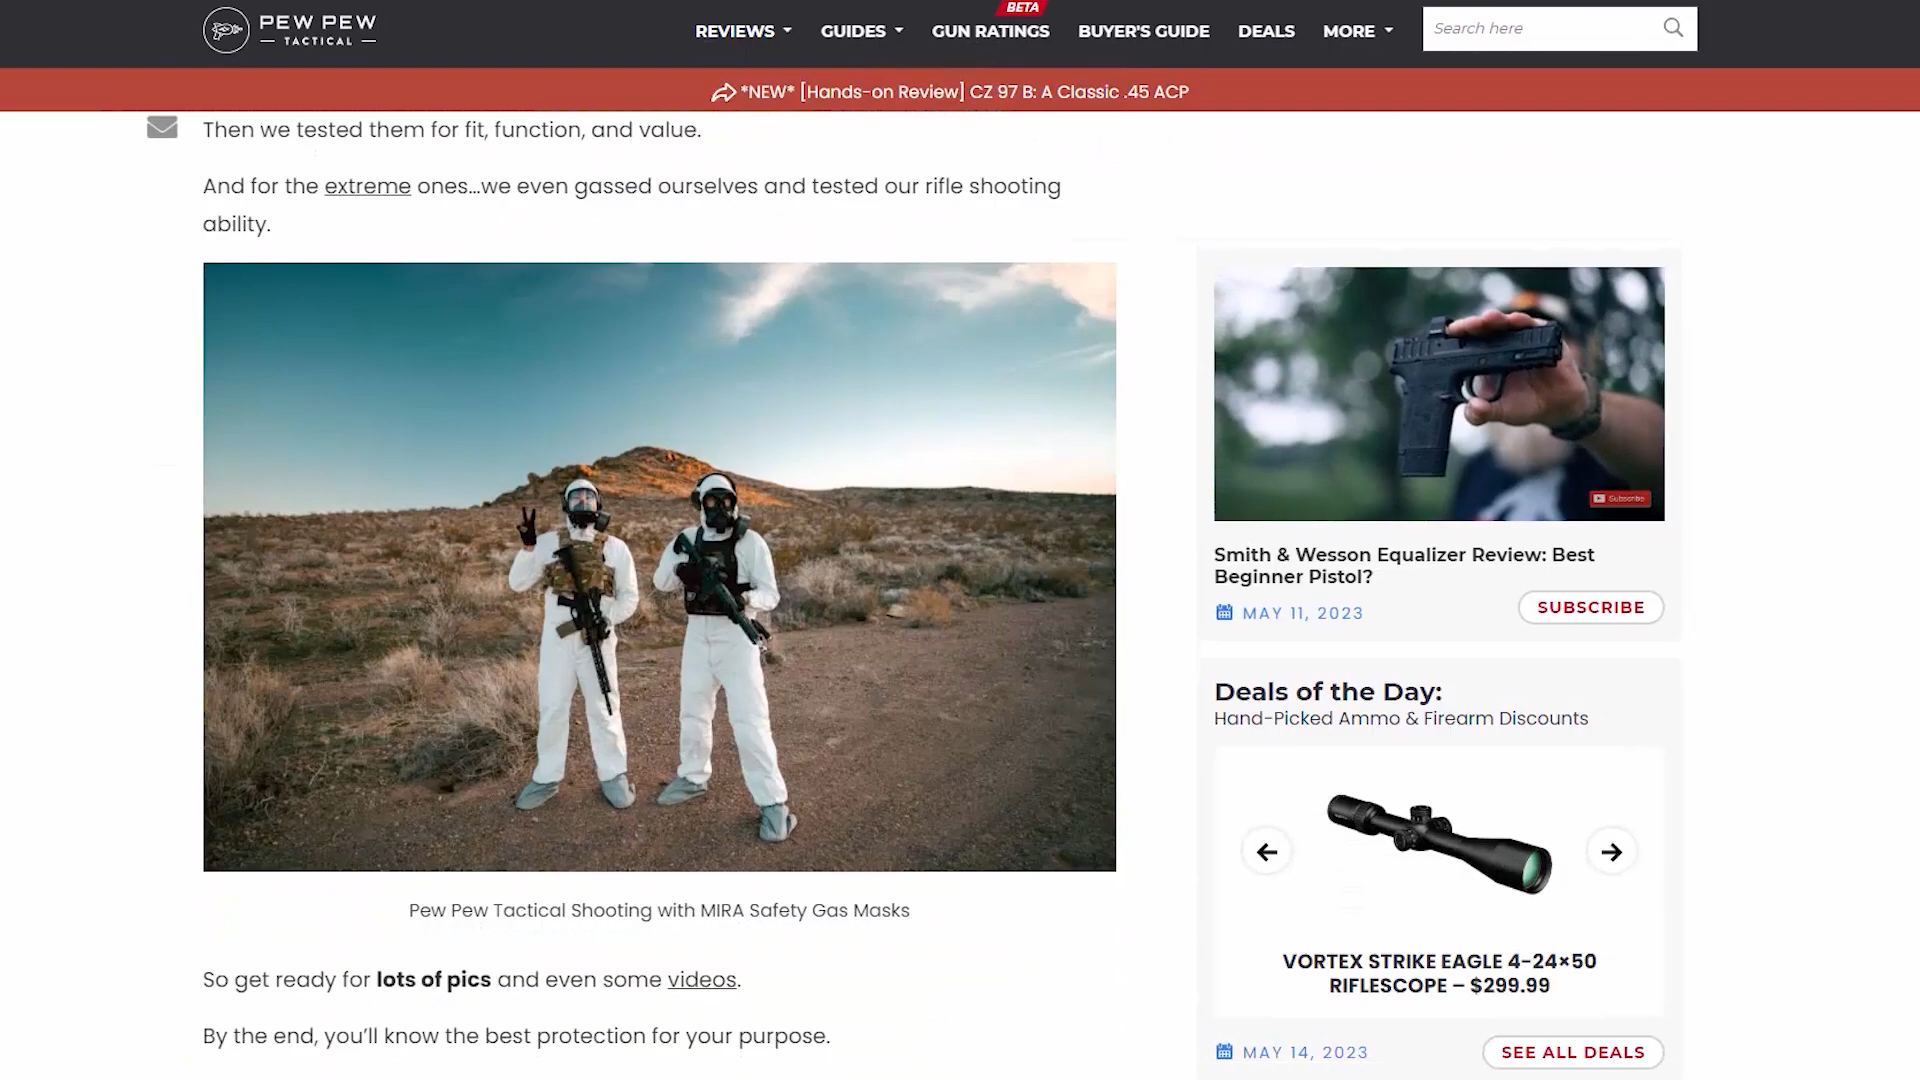 PEW PEW
TACTICAL
REVIEWS
GUIDES
BETA
GUN RATINGS
BUYER'S GUIDE
DEALS
MORE
Search here
*NEW* [Hands-on Review] CZ 97 B: A Classic .45 ACP
Then we tested them for fit, function, and value.
And for the extreme ones...we even gassed ourselves and tested our rifle shooting
ability.
Pew Pew Tactical Shooting with MIRA Safety Gas Masks
So get ready for lots of pics and even some videos.
By the end, you'll know the best protection for your purpose.
Subscribe
Smith & Wesson Equalizer Review: Best
Beginner Pistol?
MAY 11, 2023
SUBSCRIBE
Deals of the Day:
Hand-Picked Ammo & Firearm Discounts
VORTEX STRIKE EAGLE 4-24×50
RIFLESCOPE – $299.99
MAY 14, 2023
SEE ALL DEALS